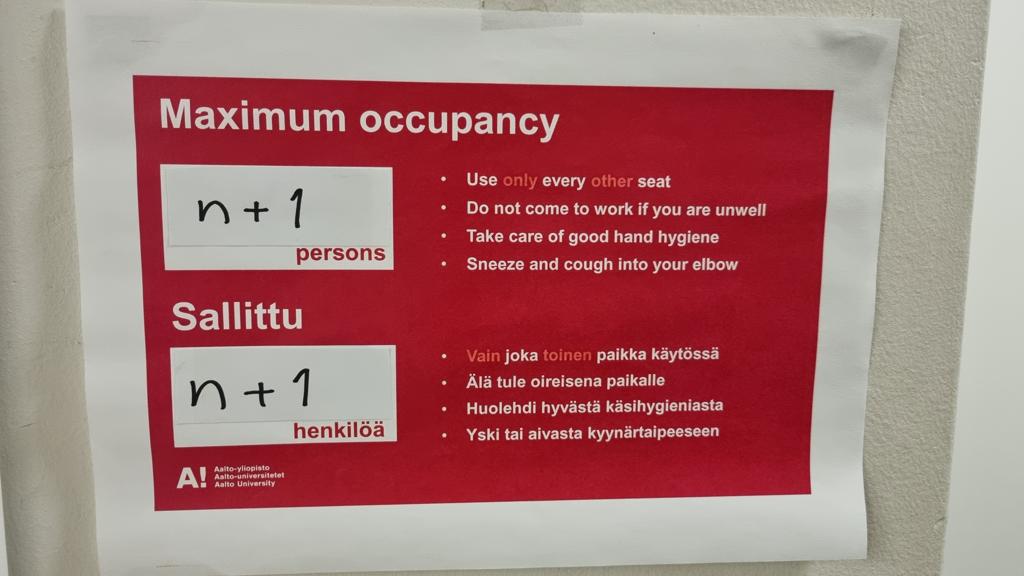 Maximum occupancy
n + 1
persons
• Use only every other seat
• Do not come to work if you are unwell
• Take care of good hand hygiene
• Sneeze and cough into your elbow
Sallittu
n + 1
henkilöä
• Vain joka toinen paikka käytössä
• Älä tule oireisena paikalle
• Huolehdi hyvästä käsihygieniasta
• Yski tai aivasta kyynärtaipeeseen
A!
Aalto-yliopisto
Aalto-universitetet
Aalto University